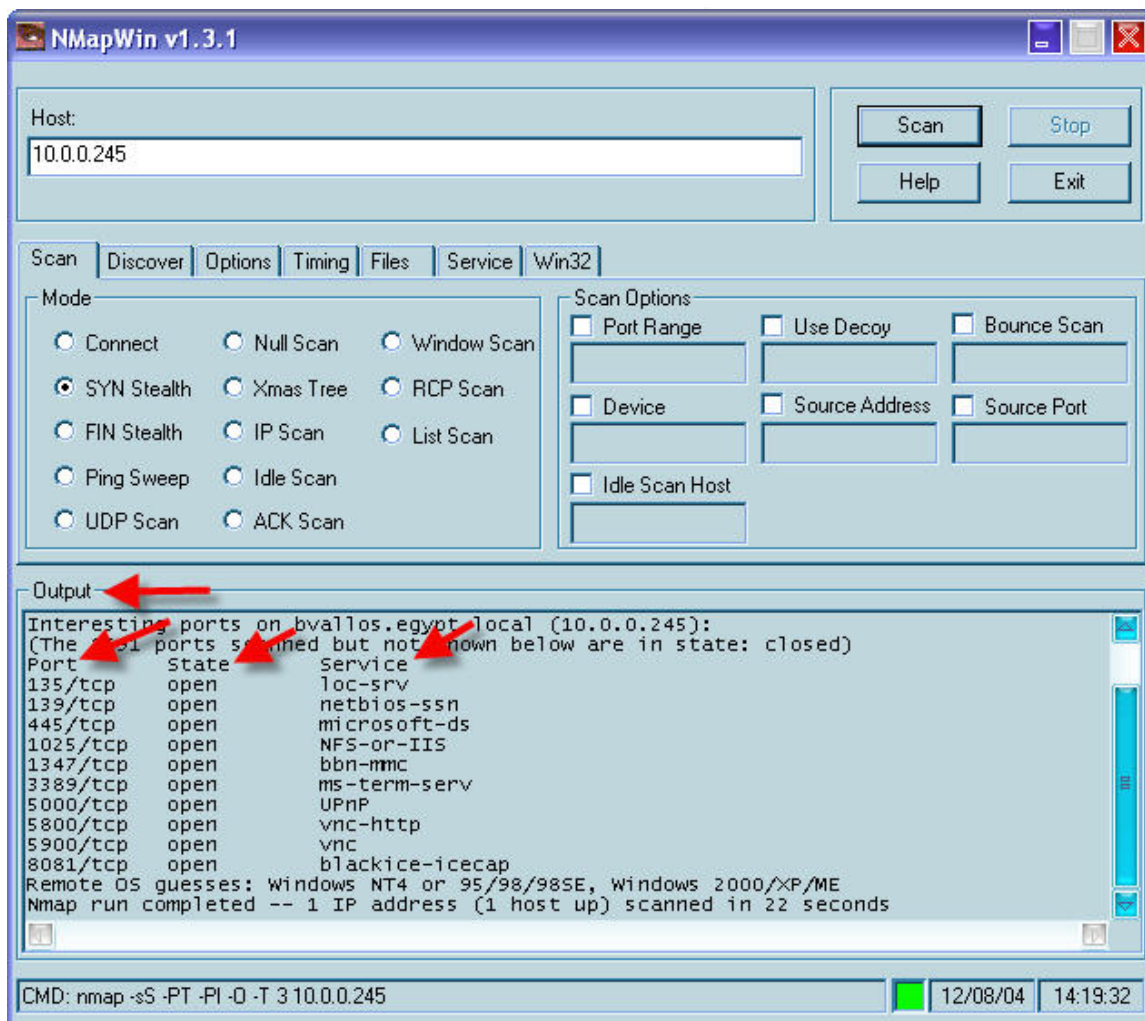 NMapWin v1.3.1
Host:
10.0.0.245
Scan Stop
Help Exit
Scan Discover Options Timing Files Service Win32
Mode
Connect Null Scan Window Scan
SYN Stealth Xmas Tree RCP Scan
FIN Stealth IP Scan List Scan
Ping Sweep Idle Scan
UDP Scan ACK Scan
Scan Options
Port Range Use Decoy Bounce Scan
Device Source Address Source Port
Idle Scan Host
Output
Interesting ports on bvallos.egypt.local (10.0.0.245):
(The ports scanned but not shown below are in state: closed)
Port State Service
135/tcp open loc-srv
139/tcp open netbios-ssn
445/tcp open microsoft-ds
1025/tcp open NFS-or-IIS
1347/tcp open bbn-mmc
3389/tcp open ms-term-serv
5000/tcp open UPnP
5800/tcp open vnc-http
5900/tcp open vnc
8081/tcp open blackice-icecap
Remote OS guesses: Windows NT4 or 95/98/98SE, Windows 2000/XP/ME
Nmap run completed -- 1 IP address (1 host up) scanned in 22 seconds
CMD: nmap -sS -PT -PI -O -T 3 10.0.0.245
12/08/04 14:19:32